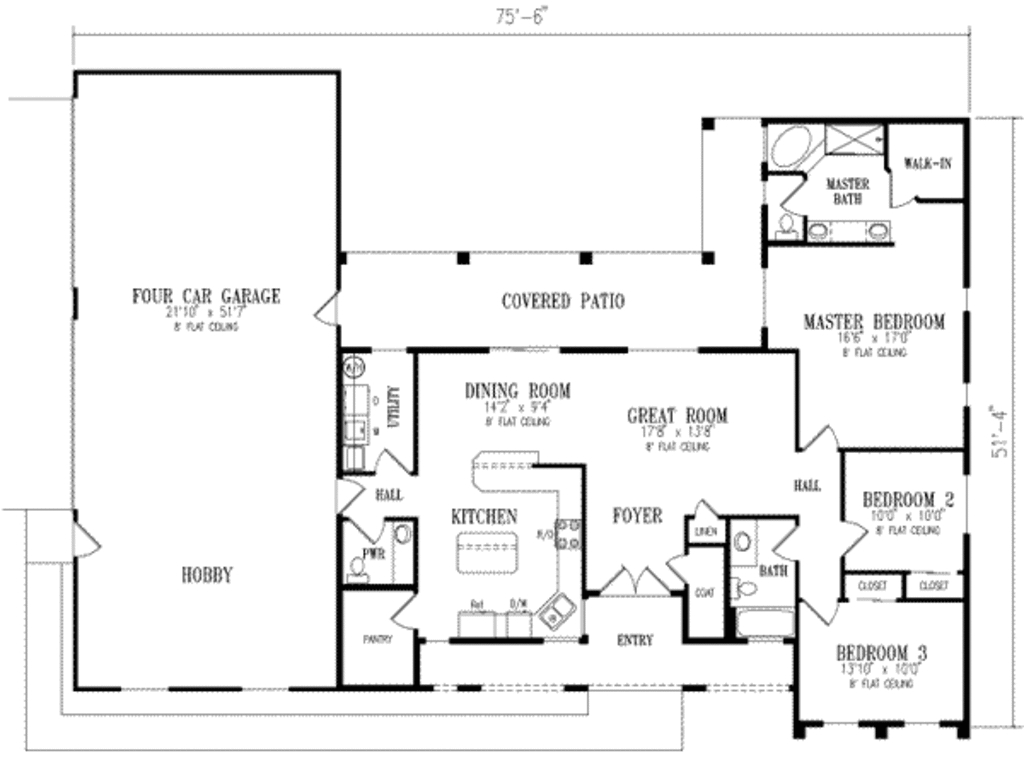 75'-6"
WALK-IN
MASTER
BATH
FOUR CAR GARAGE
21'10" x 51'7"
8' FLAT CEILING
COVERED PATIO
MASTER BEDROOM
16'6" x 17'0"
8' FLAT CEILING
51'-4"
UTILITY
D
W
DINING ROOM
14'2" x 9'4"
8' FLAT CEILING
GREAT ROOM
17'8" x 13'8"
8' FLAT CEILING
HALL
HALL
BEDROOM 2
10'0" x 10'0"
8' FLAT CEILING
KITCHEN
FOYER
LINEN
R/O
PWR
BATH
HOBBY
COAT
CLOSET
CLOSET
Ref
D/W
PANTRY
ENTRY
BEDROOM 3
13'10" x 10'0"
8' FLAT CEILING